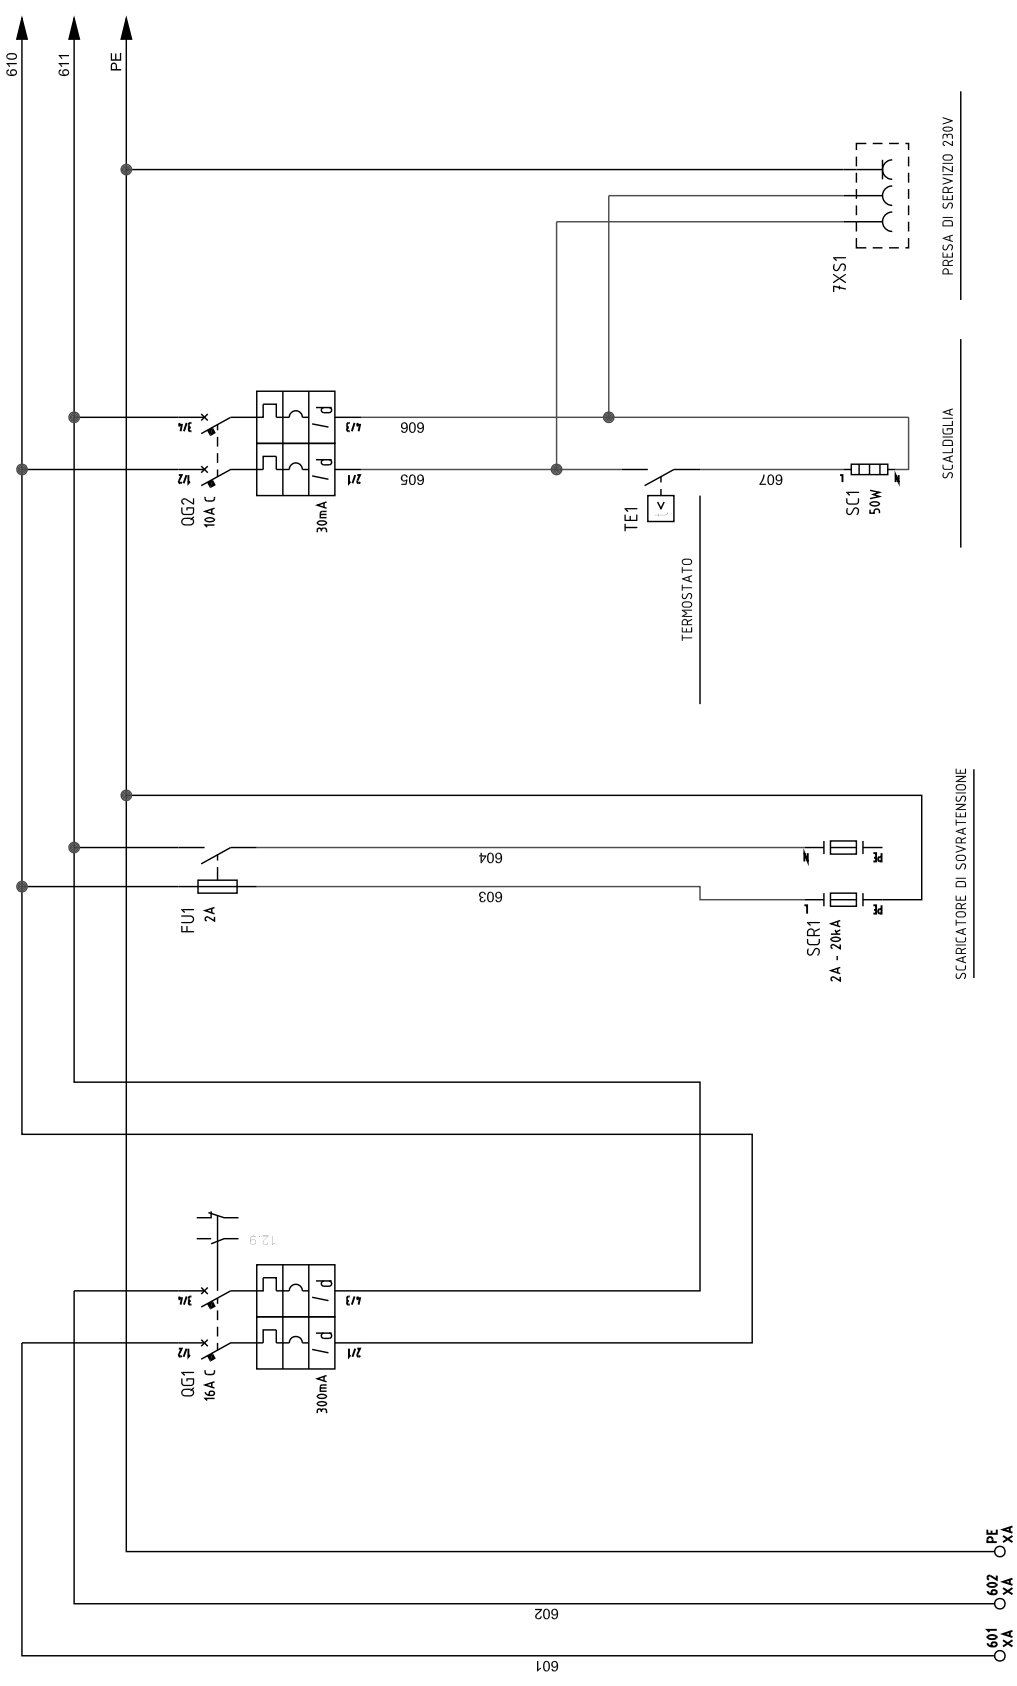 610
611
PE
PRESA DI SERVIZIO 230V
7XS1
SCALDIGLIA
3/4
4/3
606
1/2
2/1
605
607
L
N
QG2
10A C
30mA
TE1
SC1
50W
TERMOSTATO
SCARICATORE DI SOVRATENSIONE
604
N
PE
603
L
PE
FU1
2A
SCR1
2A - 20kA
12.9
3/4
4/3
1/2
2/1
QG1
16A C
300mA
PE
XA
602
602
XA
601
601
XA